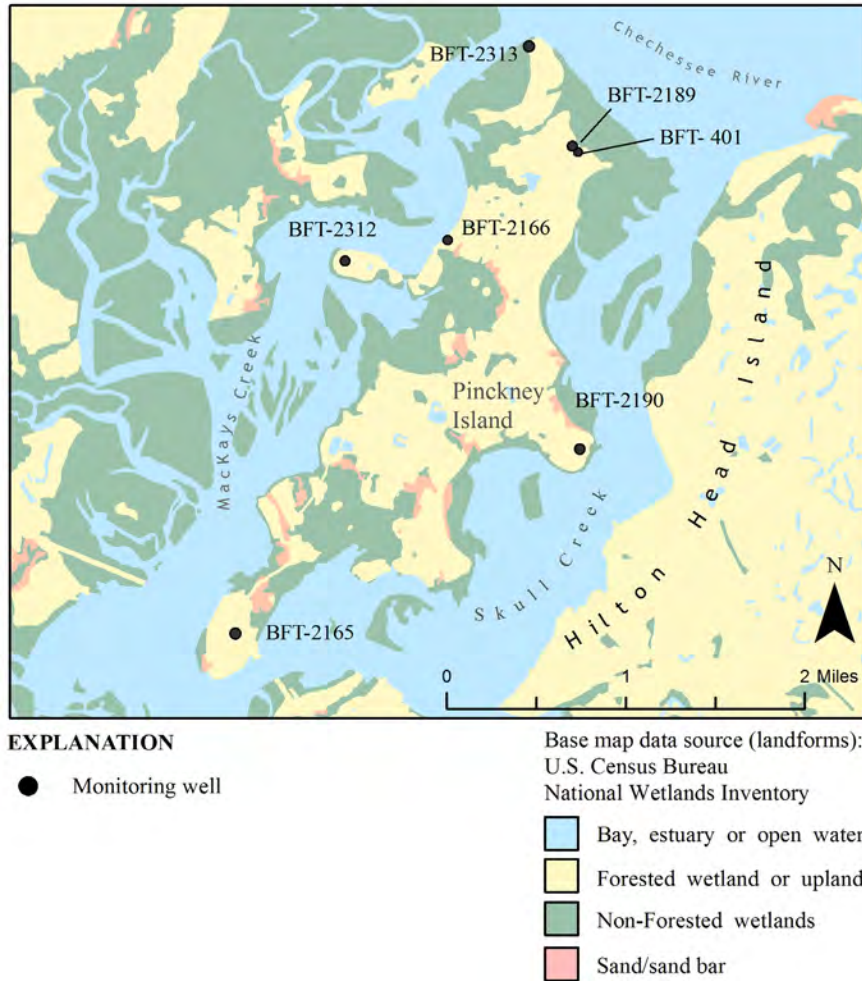 Chechessee River
BFT-2313
BFT-2189
BFT- 401
BFT-2312
BFT-2166
Hilton Head Island
MacKays Creek
Pinckney
Island
BFT-2190
Skull Creek
N
BFT-2165
0 1 2 Miles
EXPLANATION
Monitoring well
Base map data source (landforms):
U.S. Census Bureau
National Wetlands Inventory
Bay, estuary or open water
Forested wetland or upland
Non-Forested wetlands
Sand/sand bar